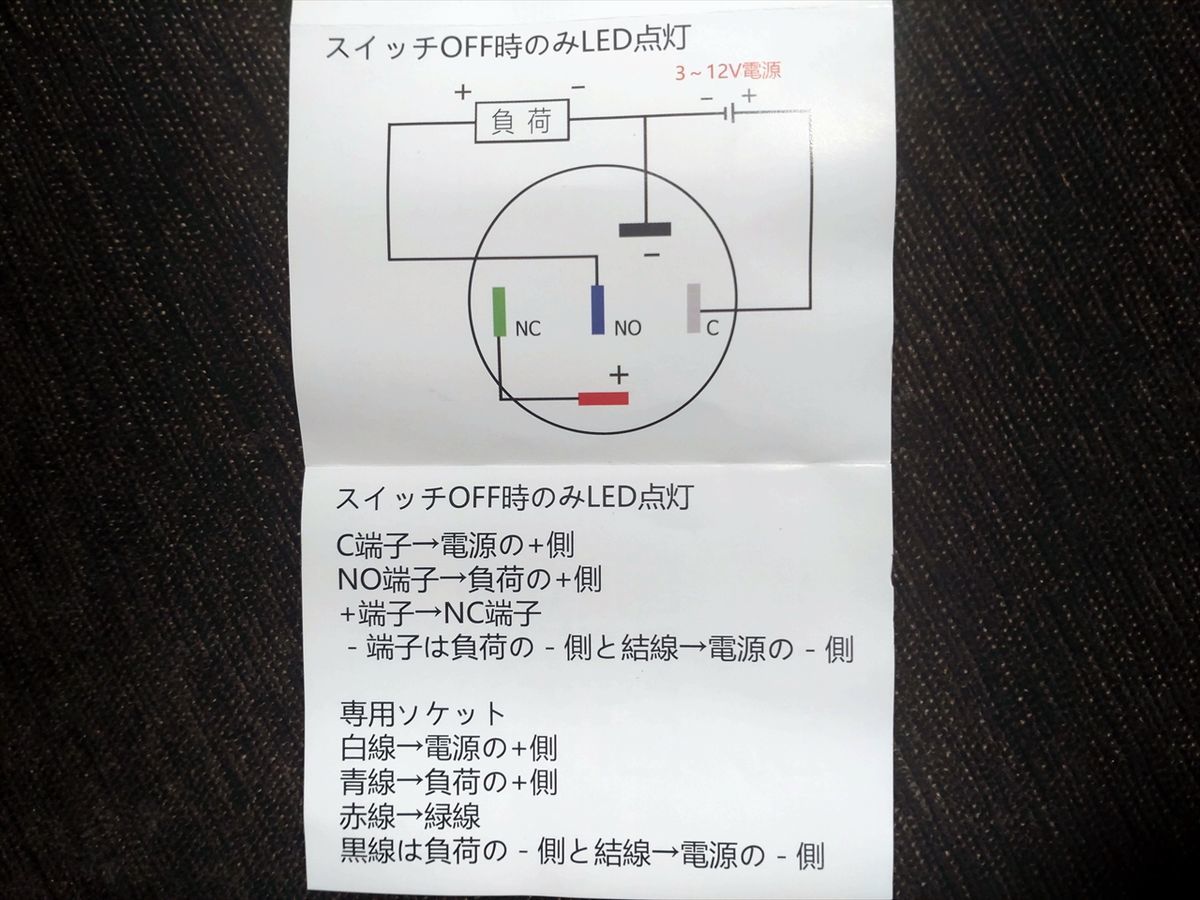 スイッチOFF時のみLED点灯
3～12V電源
+ −
− +
負荷
−
NC
NO
C
+
スイッチOFF時のみLED点灯
C端子→電源の+側
NO端子→負荷の+側
+端子→NC端子
- 端子は負荷の - 側と結線→電源の - 側
専用ソケット
白線→電源の+側
青線→負荷の+側
赤線→緑線
黒線は負荷の - 側と結線→電源の - 側